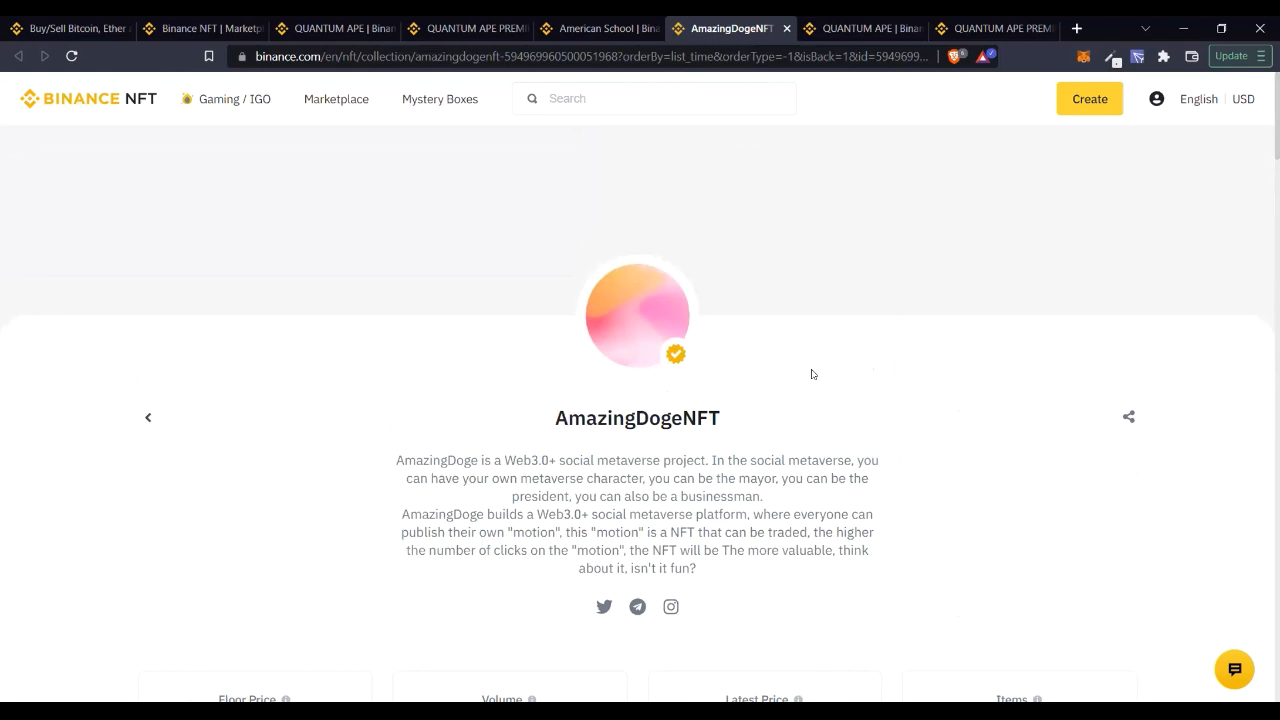 Buy/Sell Bitcoin, Ether
Binance NFT | Marketpl
QUANTUM APE | Binan
QUANTUM APE PREMI
American School | Bina
AmazingDogeNFT
QUANTUM APE | Binan
QUANTUM APE PREMI
binance.com/en/nft/collection/amazingdogenft-594969960500051968?orderBy=list_time&orderType=-1&isBack=1&id=5949699...
Update
BINANCE NFT
Gaming / IGO
Marketplace
Mystery Boxes
Search
Create
English
USD
AmazingDogeNFT
AmazingDoge is a Web3.0+ social metaverse project. In the social metaverse, you
can have your own metaverse character, you can be the mayor, you can be the
president, you can also be a businessman.
AmazingDoge builds a Web3.0+ social metaverse platform, where everyone can
publish their own "motion", this "motion" is a NFT that can be traded, the higher
the number of clicks on the "motion", the NFT will be The more valuable, think
about it, isn't it fun?
Floor Price
Volume
Latest Price
Items